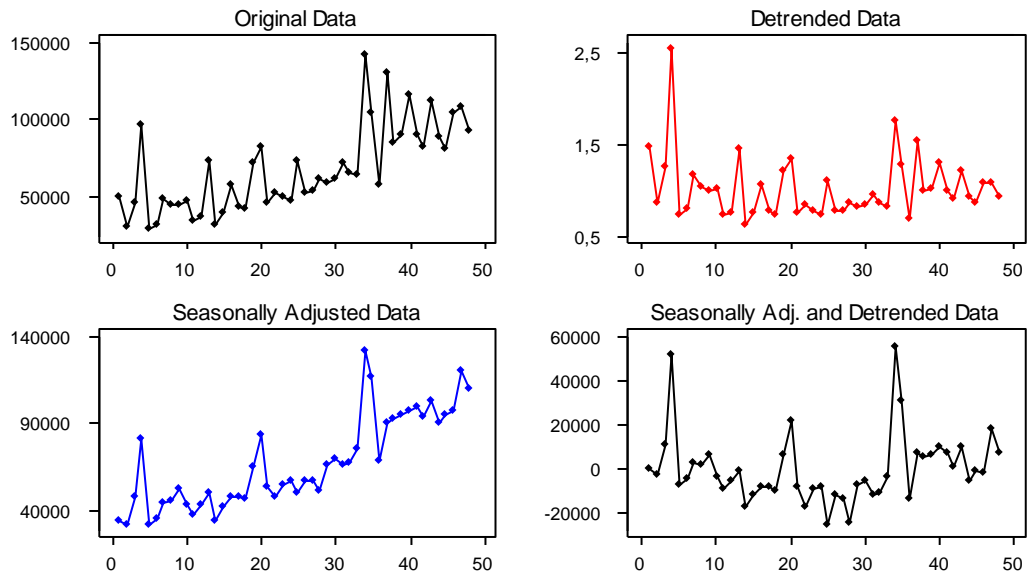 Original Data
150000
100000
50000
0 10 20 30 40 50
Detrended Data
2,5
1,5
0,5
0 10 20 30 40 50
Seasonally Adjusted Data
140000
90000
40000
0 10 20 30 40 50
Seasonally Adj. and Detrended Data
60000
40000
20000
0
-20000
0 10 20 30 40 50